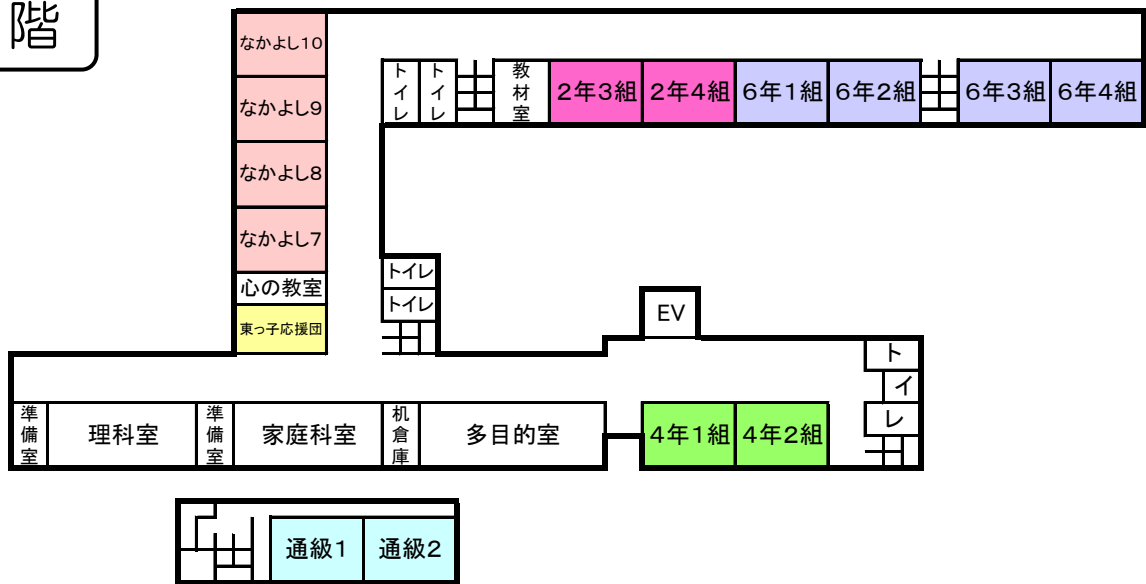 階
なかよし10
トイレ
トイレ
教材室
2年3組
2年4組
6年1組
6年2組
6年3組
6年4組
なかよし9
なかよし8
なかよし7
心の教室
東っ子応援団
トイレ
トイレ
EV
トイレ
準備室
理科室
準備室
家庭科室
机倉庫
多目的室
4年1組
4年2組
通級1
通級2